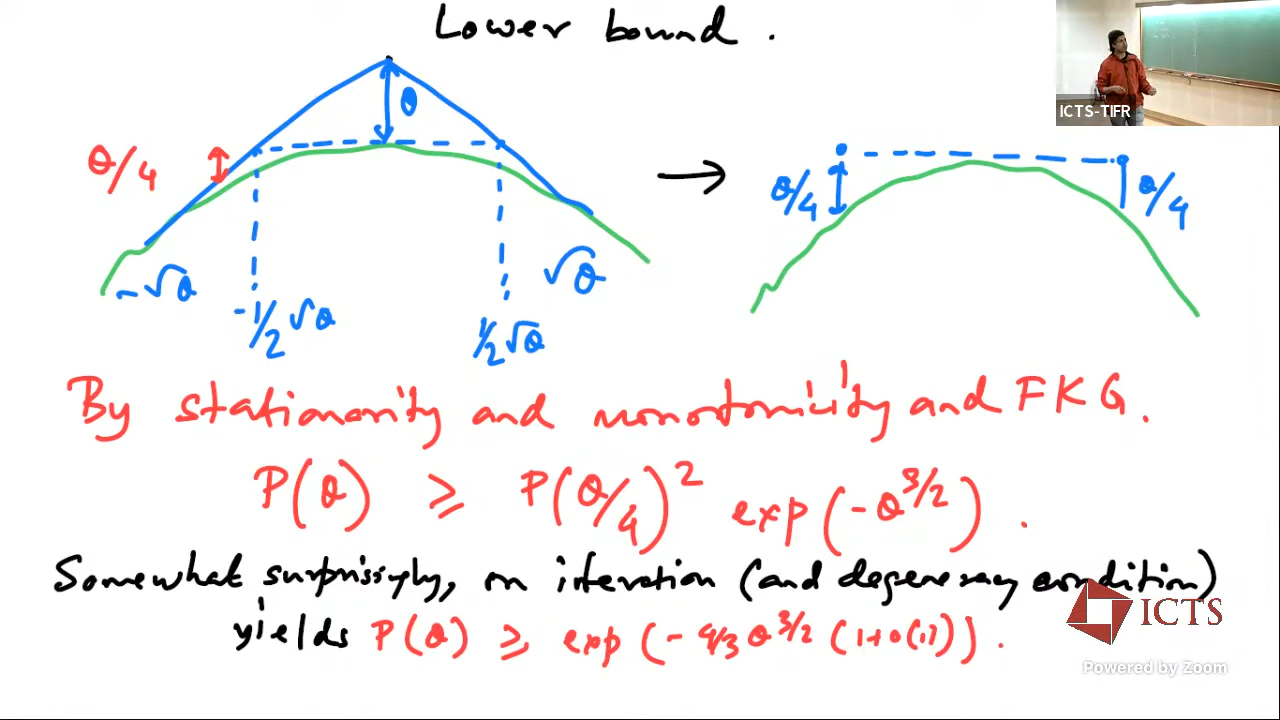 Lower bound .
ICTS-TIFR
θ
θ/4
θ/4
θ/4
-√θ
-1/2 √θ
1/2 √θ
√θ
By stationarity and monotonicity and FKG.
P(θ) ≥ P(θ/4)² exp(-θ^3/2) .
Somewhat surprisingly, on iteration (and degeneracy condition)
yields P(θ) ≥ exp(-4/3 θ^3/2 (1+o(1))) .
ICTS
Powered by Zoom